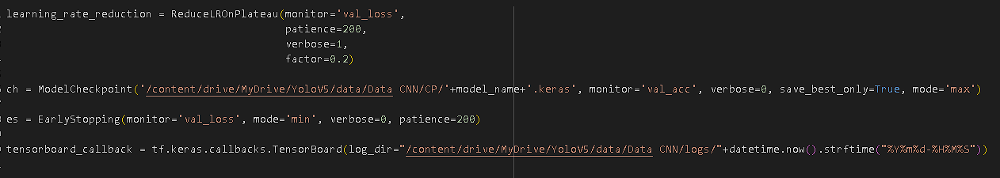 learning_rate_reduction = ReduceLROnPlateau(monitor='val_loss',
patience=200,
verbose=1,
factor=0.2)
ch = ModelCheckpoint('/content/drive/MyDrive/YoloV5/data/Data CNN/CP/'+model_name+'.keras', monitor='val_acc', verbose=0, save_best_only=True, mode='max')
es = EarlyStopping(monitor='val_loss', mode='min', verbose=0, patience=200)
tensorboard_callback = tf.keras.callbacks.TensorBoard(log_dir="/content/drive/MyDrive/YoloV5/data/Data CNN/logs/"+datetime.now().strftime("%Y%m%d-%H%M%S"))